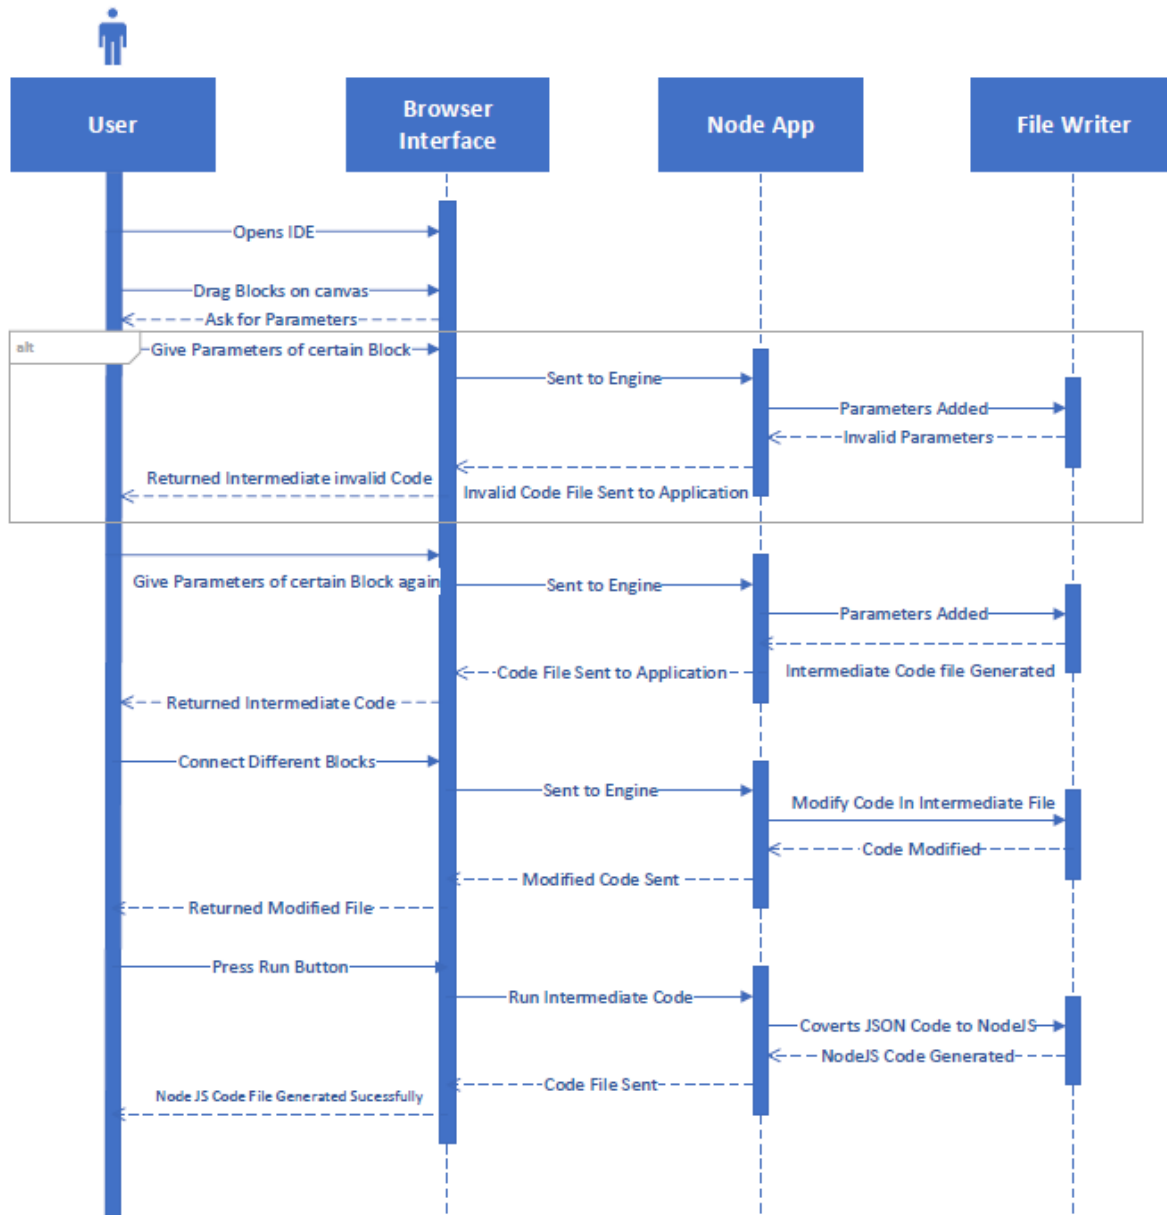 User
Browser
Interface
Node App
File Writer
Opens IDE
Drag Blocks on canvas
Ask for Parameters
alt
Give Parameters of certain Block
Sent to Engine
Parameters Added
Invalid Parameters
Returned Intermediate invalid Code
Invalid Code File Sent to Application
Give Parameters of certain Block again
Sent to Engine
Parameters Added
Intermediate Code file Generated
Code File Sent to Application
Returned Intermediate Code
Connect Different Blocks
Sent to Engine
Modify Code In Intermediate File
Code Modified
Modified Code Sent
Returned Modified File
Press Run Button
Run Intermediate Code
Coverts JSON Code to NodeJS
NodeJS Code Generated
Code File Sent
Node JS Code File Generated Sucessfully